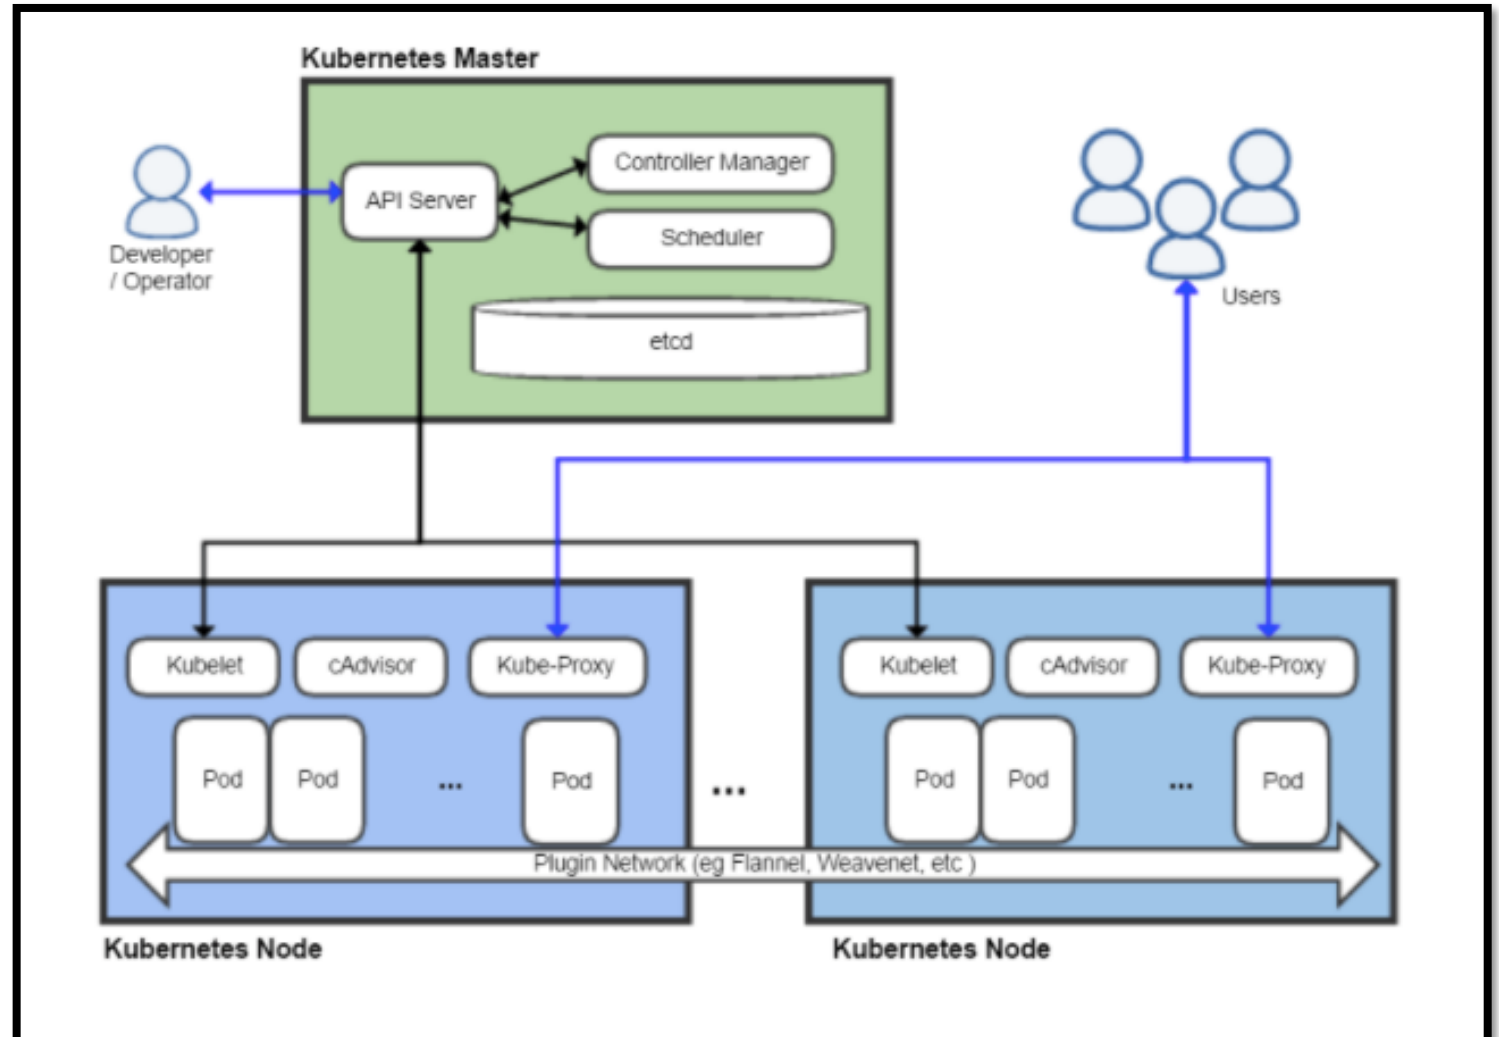 Kubernetes Master
API Server
Controller Manager
Scheduler
etcd
Developer
/ Operator
Users
Kubelet
cAdvisor
Kube-Proxy
Pod
Pod
...
Pod
...
Kubelet
cAdvisor
Kube-Proxy
Pod
Pod
...
Pod
Plugin Network (eg Flannel, Weavenet, etc )
Kubernetes Node
Kubernetes Node